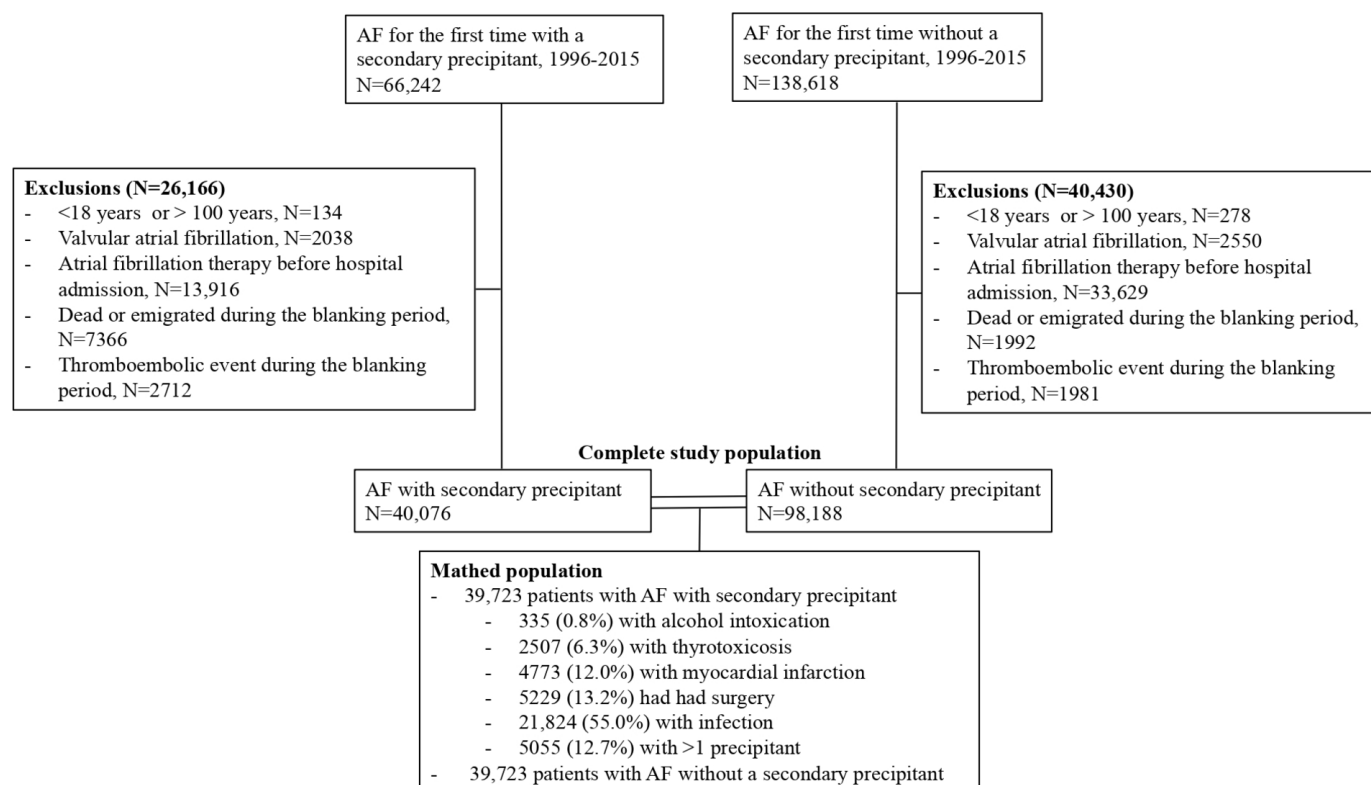 AF for the first time with a
secondary precipitant, 1996-2015
N=66,242
AF for the first time without a
secondary precipitant, 1996-2015
N=138,618
Exclusions (N=26,166)
- <18 years or > 100 years, N=134
- Valvular atrial fibrillation, N=2038
- Atrial fibrillation therapy before hospital
admission, N=13,916
- Dead or emigrated during the blanking period,
N=7366
- Thromboembolic event during the blanking
period, N=2712
Exclusions (N=40,430)
- <18 years or > 100 years, N=278
- Valvular atrial fibrillation, N=2550
- Atrial fibrillation therapy before hospital
admission, N=33,629
- Dead or emigrated during the blanking period,
N=1992
- Thromboembolic event during the blanking
period, N=1981
Complete study population
AF with secondary precipitant
N=40,076
AF without secondary precipitant
N=98,188
Mathed population
- 39,723 patients with AF with secondary precipitant
- 335 (0.8%) with alcohol intoxication
- 2507 (6.3%) with thyrotoxicosis
- 4773 (12.0%) with myocardial infarction
- 5229 (13.2%) had had surgery
- 21,824 (55.0%) with infection
- 5055 (12.7%) with >1 precipitant
- 39,723 patients with AF without a secondary precipitant